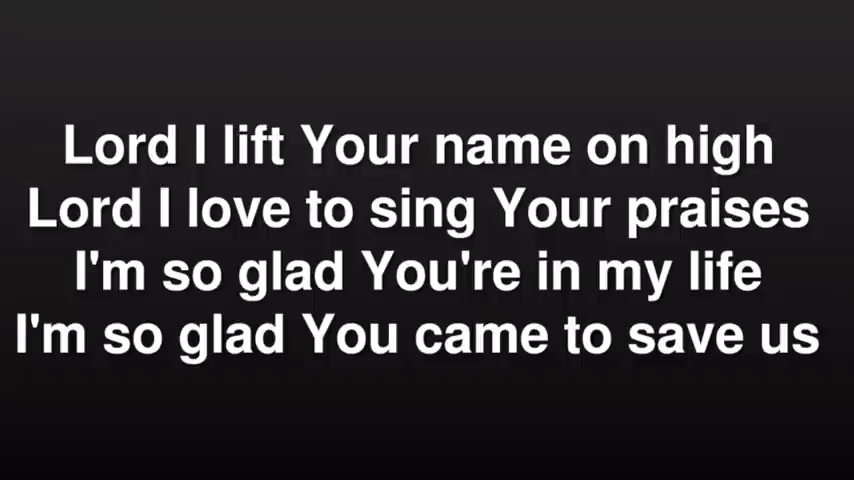 Lord I lift Your name on high
Lord I love to sing Your praises
I'm so glad You're in my life
I'm so glad You came to save us